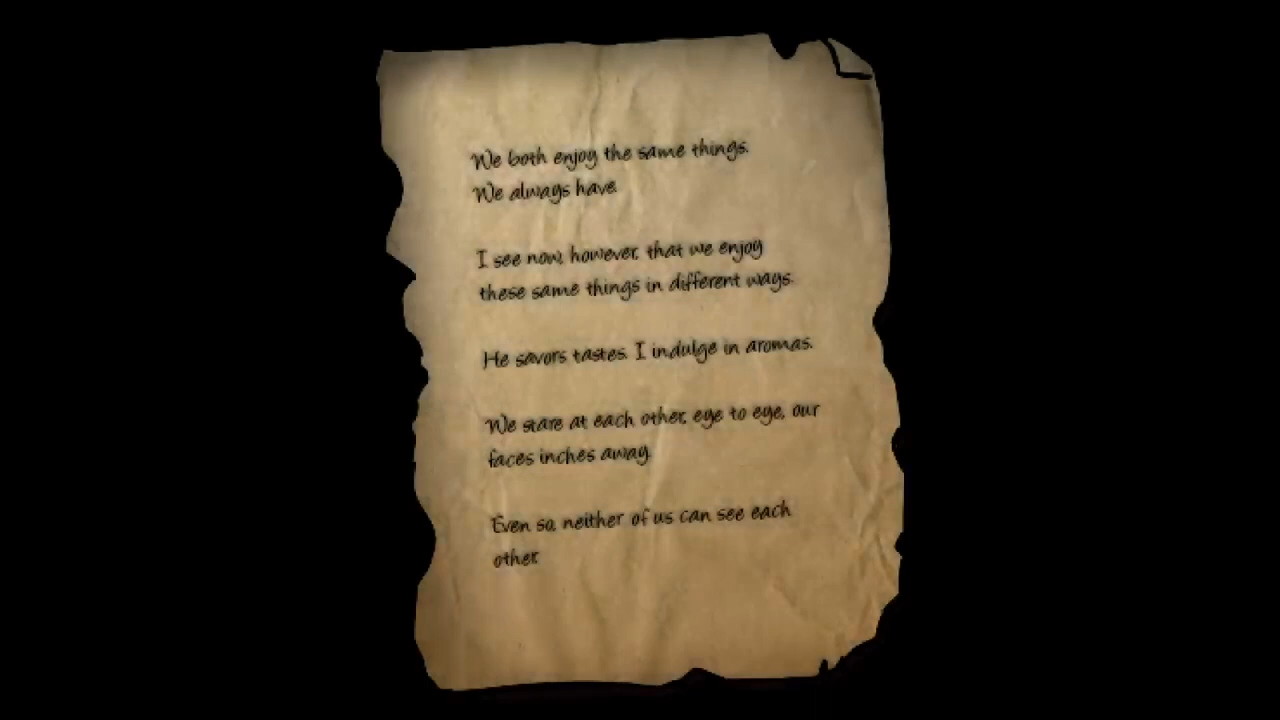 We both enjoy the same things.
We always have.
I see now, however, that we enjoy
these same things in different ways.
He savors tastes. I indulge in aromas.
We stare at each other, eye to eye, our
faces inches away.
Even so, neither of us can see each
other.